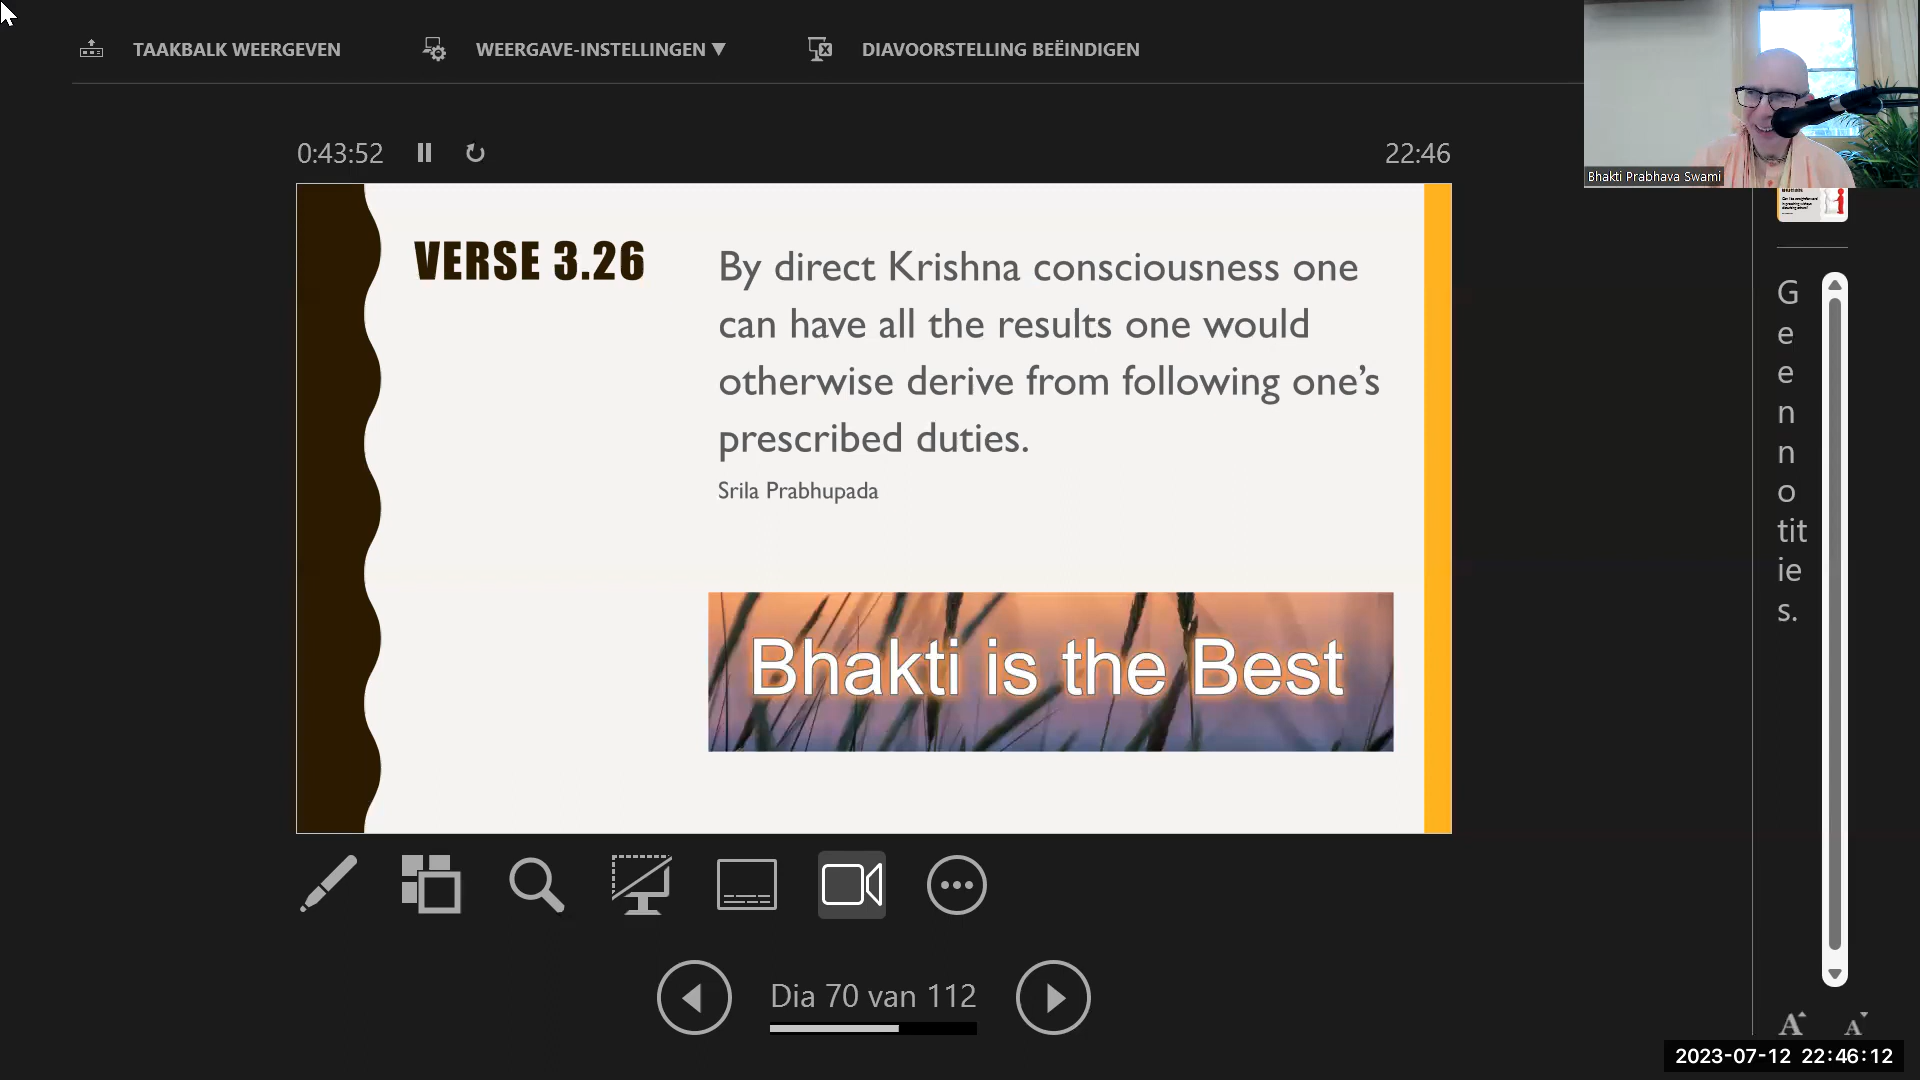 TAAKBALK WEERGEVEN
WEERGAVE-INSTELLINGEN ▼
DIAVOORSTELLING BEËINDIGEN
Bhakti Prabhava Swami
0:43:52
22:46
VERSE 3.26
By direct Krishna consciousness one
can have all the results one would
otherwise derive from following one’s
prescribed duties.
Srila Prabhupada
Bhakti is the Best
G
e
e
n
n
o
tit
ie
s.
Dia 70 van 112
A A
2023-07-12 22:46:12